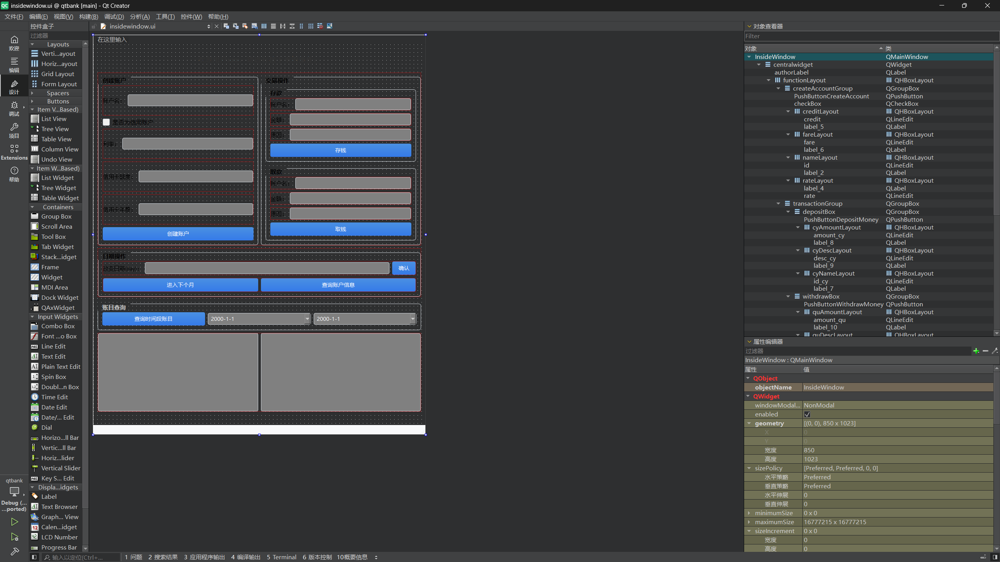 insidewindow.ui @ qtbank [main] - Qt Creator
文件(F) 编辑(E) 视图(V) 构建(B) 调试(D) 分析(A) 工具(T) 控件(W) 帮助(H)
控件盒子
insidewindow.ui
过滤器
欢迎
编辑
设计
调试
项目
Extensions
帮助
qtbank
Debug (...
...ported)
Layouts
Verti...ayout
Horiz...ayout
Grid Layout
Form Layout
Spacers
Buttons
Item V...Based)
List View
Tree View
Table View
Column View
Undo View
Item W...Based)
List Widget
Tree Widget
Table Widget
Containers
Group Box
Scroll Area
Tool Box
Tab Widget
Stack...idget
Frame
Widget
MDI Area
Dock Widget
QAxWidget
Input Widgets
Combo Box
Font ...o Box
Line Edit
Text Edit
Plain Text Edit
Spin Box
Doubl...n Box
Time Edit
Date Edit
Date/... Edit
Dial
Horizo...ll Bar
Vertic...ll Bar
Horiz...lider
Vertical Slider
Key S... Edit
Displa...idgets
Label
Text Browser
Graph... View
Calen...idget
LCD Number
Progress Bar
在这里输入
创建账户
账户名：
是否为信用账户
利率：
信用卡额度：
信用卡年费：
创建账户
交易操作
存款
账户名：
金额：
原因：
存钱
取款
账户名：
金额：
原因：
取钱
日期操作
改变日期(day)：
确认
进入下个月 查询账户信息
账目查询
查询时间段账目 2000-1-1 2000-1-1
对象查看器
Filter
对象 类
InsideWindow QMainWindow
centralwidget QWidget
authorLabel QLabel
functionLayout QHBoxLayout
createAccountGroup QGroupBox
PushButtonCreateAccount QPushButton
checkBox QCheckBox
creditLayout QHBoxLayout
credit QLineEdit
label_5 QLabel
fareLayout QHBoxLayout
fare QLineEdit
label_6 QLabel
nameLayout QHBoxLayout
id QLineEdit
label_2 QLabel
rateLayout QHBoxLayout
label_4 QLabel
rate QLineEdit
transactionGroup QGroupBox
depositBox QGroupBox
PushButtonDepositMoney QPushButton
cyAmountLayout QHBoxLayout
amount_cy QLineEdit
label_8 QLabel
cyDescLayout QHBoxLayout
desc_cy QLineEdit
label_9 QLabel
cyNameLayout QHBoxLayout
id_cy QLineEdit
label_7 QLabel
withdrawBox QGroupBox
PushButtonWithdrawMoney QPushButton
quAmountLayout QHBoxLayout
amount_qu QLineEdit
label_10 QLabel
quDescLayout QHBoxLayout
属性编辑器
过滤器
InsideWindow : QMainWindow
属性 值
QObject
objectName InsideWindow
QWidget
windowModal... NonModal
enabled
geometry [(0, 0), 850 x 1023]
X 0
Y 0
宽度 850
高度 1023
sizePolicy [Preferred, Preferred, 0, 0]
水平策略 Preferred
垂直策略 Preferred
水平伸展 0
垂直伸展 0
minimumSize 0 x 0
maximumSize 16777215 x 16777215
sizeIncrement 0 x 0
宽度 0
高度 0
输入以定位(Ctrl+...
1 问题 2 搜索结果 3 应用程序输出 4 编译输出 5 Terminal 6 版本控制 10概要信息